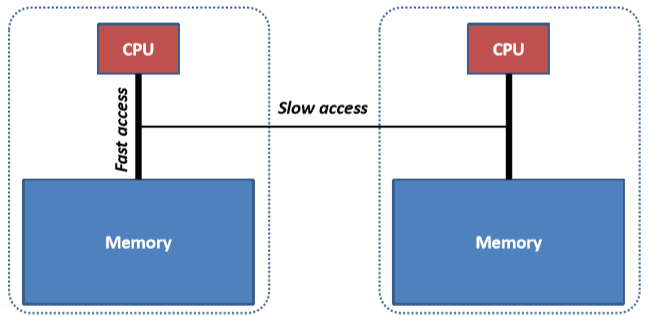 CPU
CPU
Slow access
Fast access
Memory
Memory